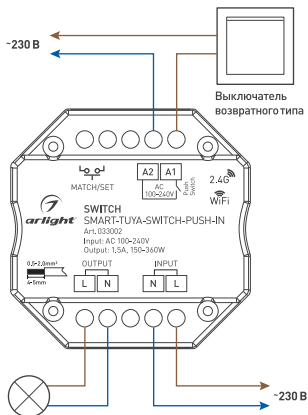 ~230 В
Выключатель
возвратного типа
A2 A1
AC
100-240V
Push
Switch
MATCH/SET
2.4G
WiFi
arlight
SWITCH
SMART-TUYA-SWITCH-PUSH-IN
Art. 033002
Input: AC 100-240V
Output: 1,5A, 150-360W
0,5-2,0mm²
4-5mm
OUTPUT
INPUT
L N
N L
~230 В